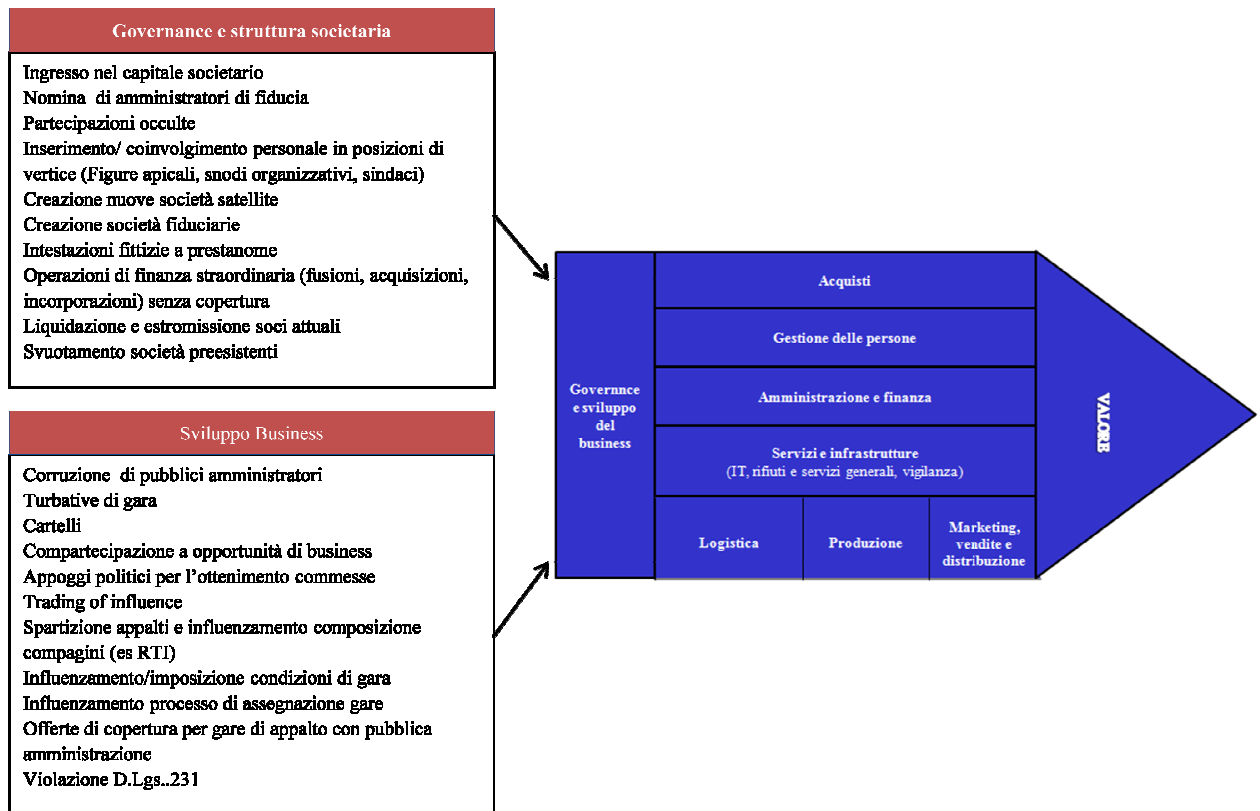 Governance e struttura societaria
Ingresso nel capitale societario
Nomina di amministratori di fiducia
Partecipazioni occulte
Inserimento/ coinvolgimento personale in posizioni di
vertice (Figure apicali, snodi organizzativi, sindaci)
Creazione nuove società satellite
Creazione società fiduciarie
Intestazioni fittizie a prestanome
Operazioni di finanza straordinaria (fusioni, acquisizioni,
incorporazioni) senza copertura
Liquidazione e estromissione soci attuali
Svuotamento società preesistenti
Sviluppo Business
Corruzione di pubblici amministratori
Turbative di gara
Cartelli
Compartecipazione a opportunità di business
Appoggi politici per l'ottenimento commesse
Trading of influence
Spartizione appalti e influenzamento composizione
compagini (es RTI)
Influenzamento/imposizione condizioni di gara
Influenzamento processo di assegnazione gare
Offerte di copertura per gare di appalto con pubblica
amministrazione
Violazione D.Lgs..231
Governnce
e sviluppo
del
business
Acquisti
Gestione delle persone
Amministrazione e finanza
Servizi e infrastrutture
(IT, rifiuti e servizi generali, vigilanza)
Logistica
Produzione
Marketing,
vendite e
distribuzione
VALORE